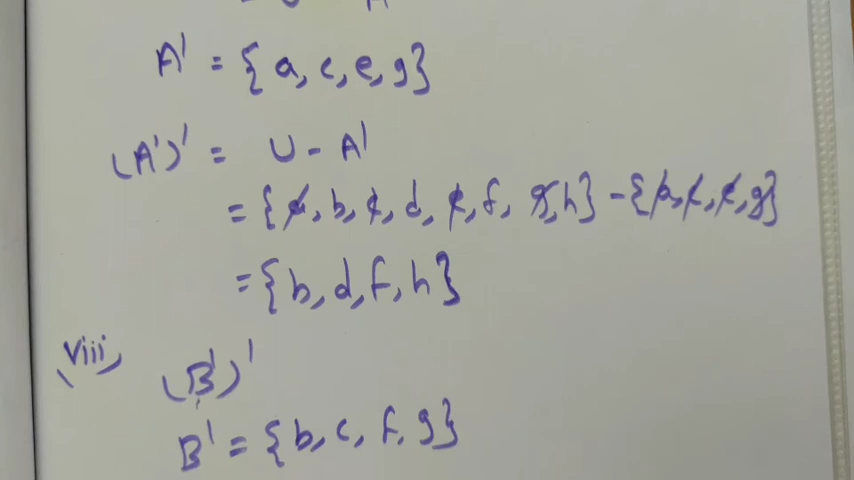 A' = {a, c, e, g}
(A')' = U - A'
= {a, b, c, d, e, f, g, h} - {a, c, e, g}
= {b, d, f, h}
(viii) (B')'
B' = {b, c, f, g}